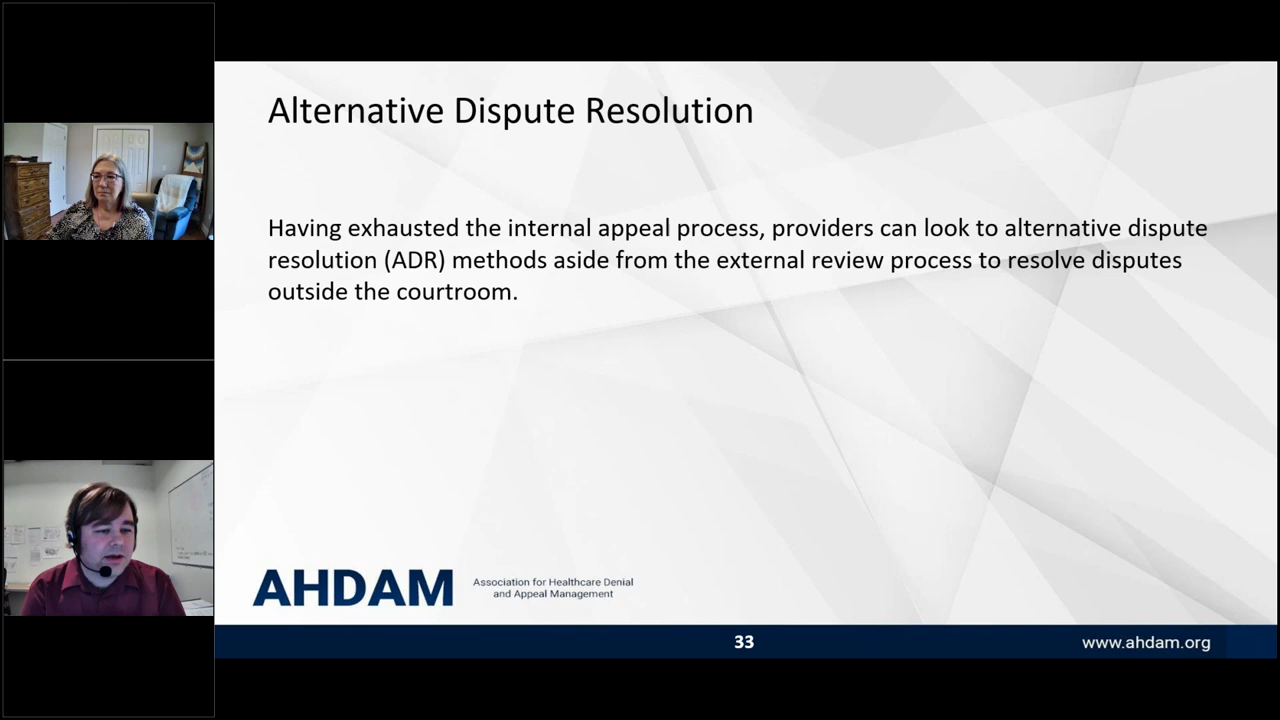 Alternative Dispute Resolution
Having exhausted the internal appeal process, providers can look to alternative dispute
resolution (ADR) methods aside from the external review process to resolve disputes
outside the courtroom.
AHDAM
Association for Healthcare Denial
and Appeal Management
33
www.ahdam.org